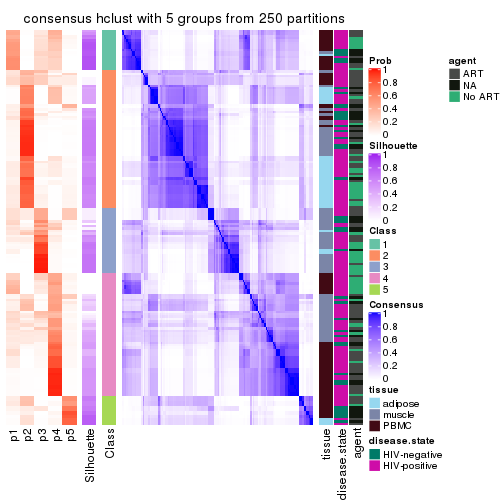 consensus hclust with 5 groups from 250 partitions
Prob
1
0.8
0.6
0.4
0.2
0
Silhouette
1
0.8
0.6
0.4
0.2
0
Class
1
2
3
4
5
Consensus
1
0.8
0.6
0.4
0.2
0
tissue
adipose
muscle
PBMC
disease.state
HIV-negative
HIV-positive
agent
ART
NA
No ART
p1
p2
p3
p4
p5
Silhouette
Class
tissue
disease.state
agent